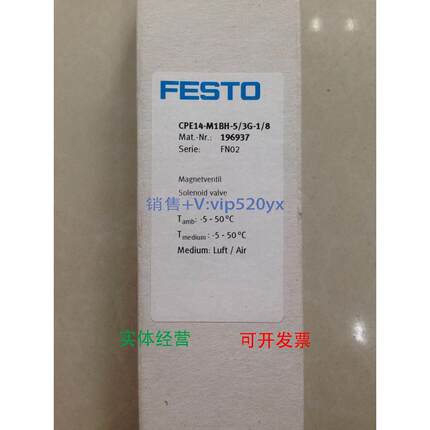 FESTO
CPE14-M1BH-5/3G-1/8
Mat.-Nr.: 196937
Serie: FN02
Magnetventil
Solenoid valve
销售+V:vip520yx
Tamb: -5 - 50 °C
Tmedium: -5 - 50 °C
Medium: Luft / Air
实体经营 可开发票